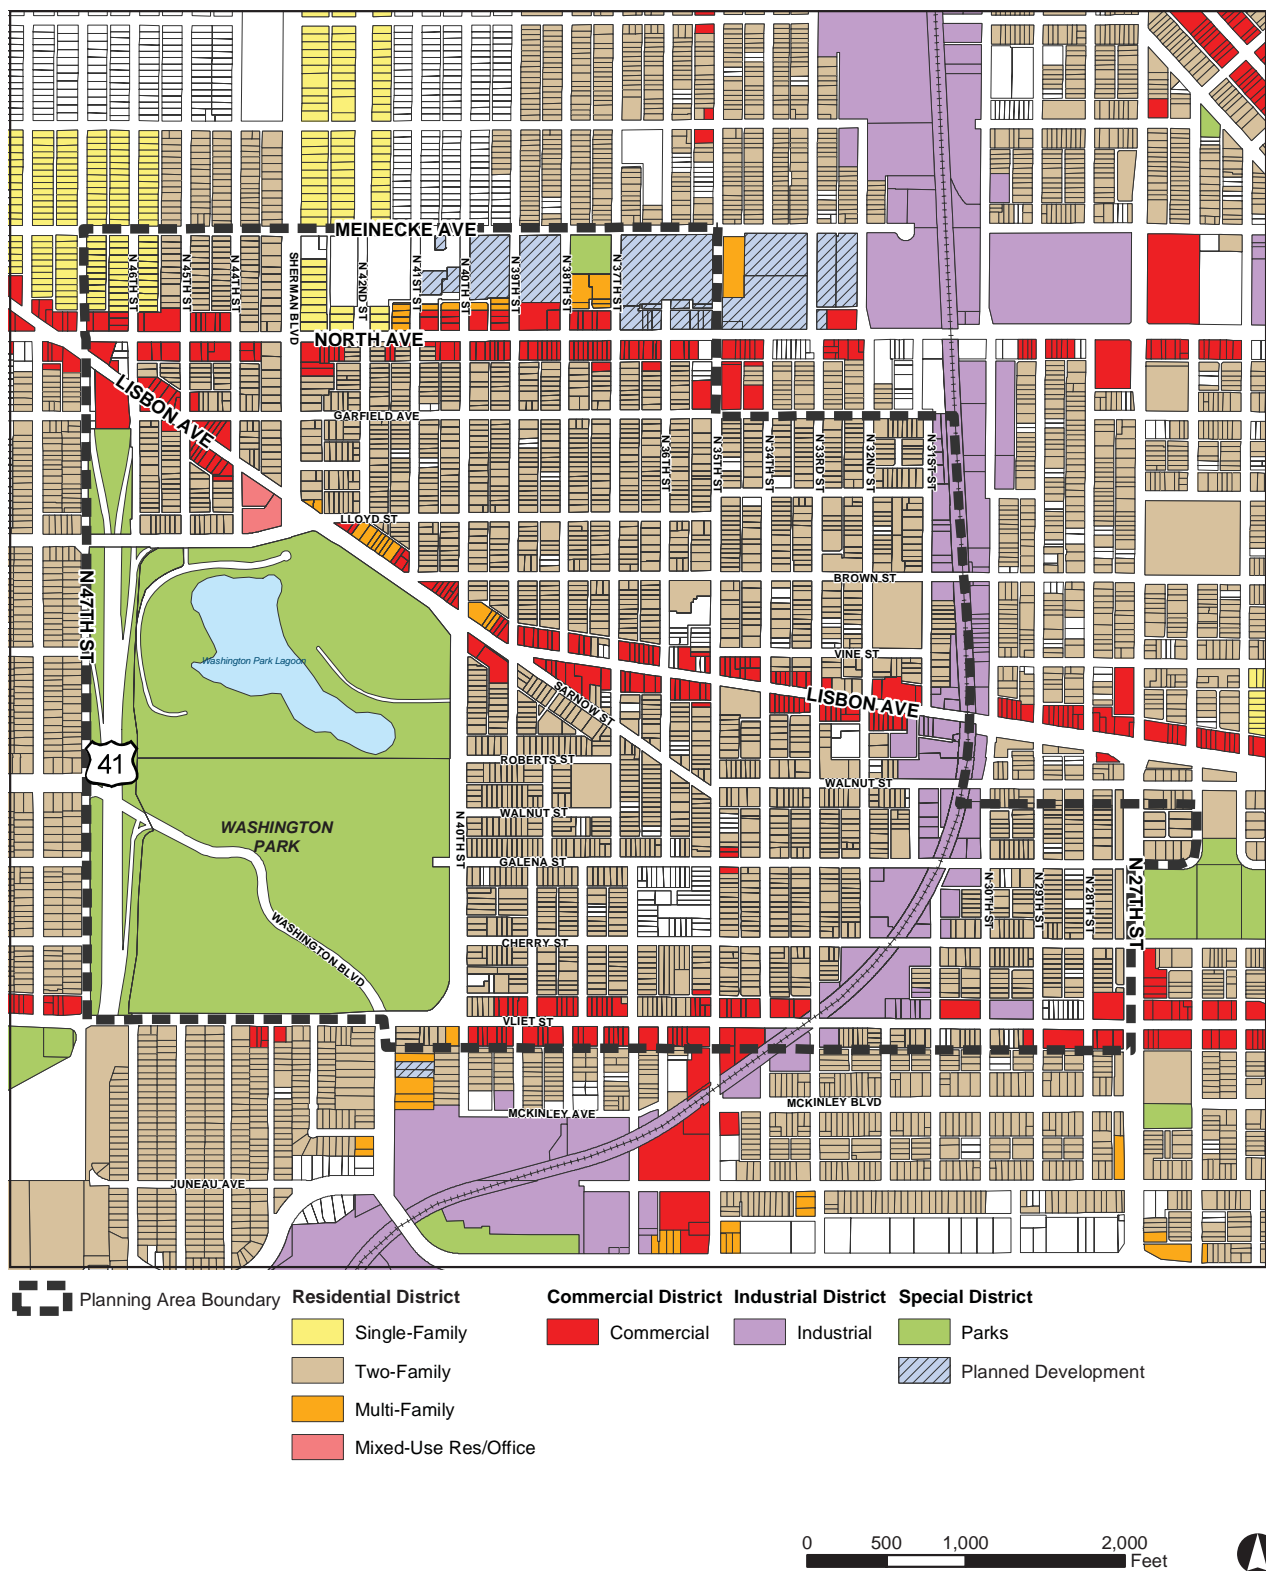 MEINECKE AVE
N 46TH ST
N 45TH ST
N 44TH ST
SHERMAN BLVD
N 42ND ST
N 41ST ST
N 40TH ST
N 39TH ST
N 38TH ST
N 37TH ST
NORTH AVE
LISBON AVE
GARFIELD AVE
N 36TH ST
N 35TH ST
N 34TH ST
N 33RD ST
N 32ND ST
N 31ST ST
LLOYD ST
N 47TH ST
BROWN ST
Washington Park Lagoon
VINE ST
SARNOW ST
LISBON AVE
41
ROBERTS ST
WALNUT ST
WALNUT ST
WASHINGTON
PARK
N 40TH ST
GALENA ST
N 30TH ST
N 29TH ST
N 28TH ST
N 27TH ST
WASHINGTON BLVD
CHERRY ST
VLIET ST
MCKINLEY AVE
MCKINLEY BLVD
JUNEAU AVE
Planning Area Boundary
Residential District
Single-Family
Two-Family
Multi-Family
Mixed-Use Res/Office
Commercial District
Commercial
Industrial District
Industrial
Special District
Parks
Planned Development
0 500 1,000 2,000
Feet